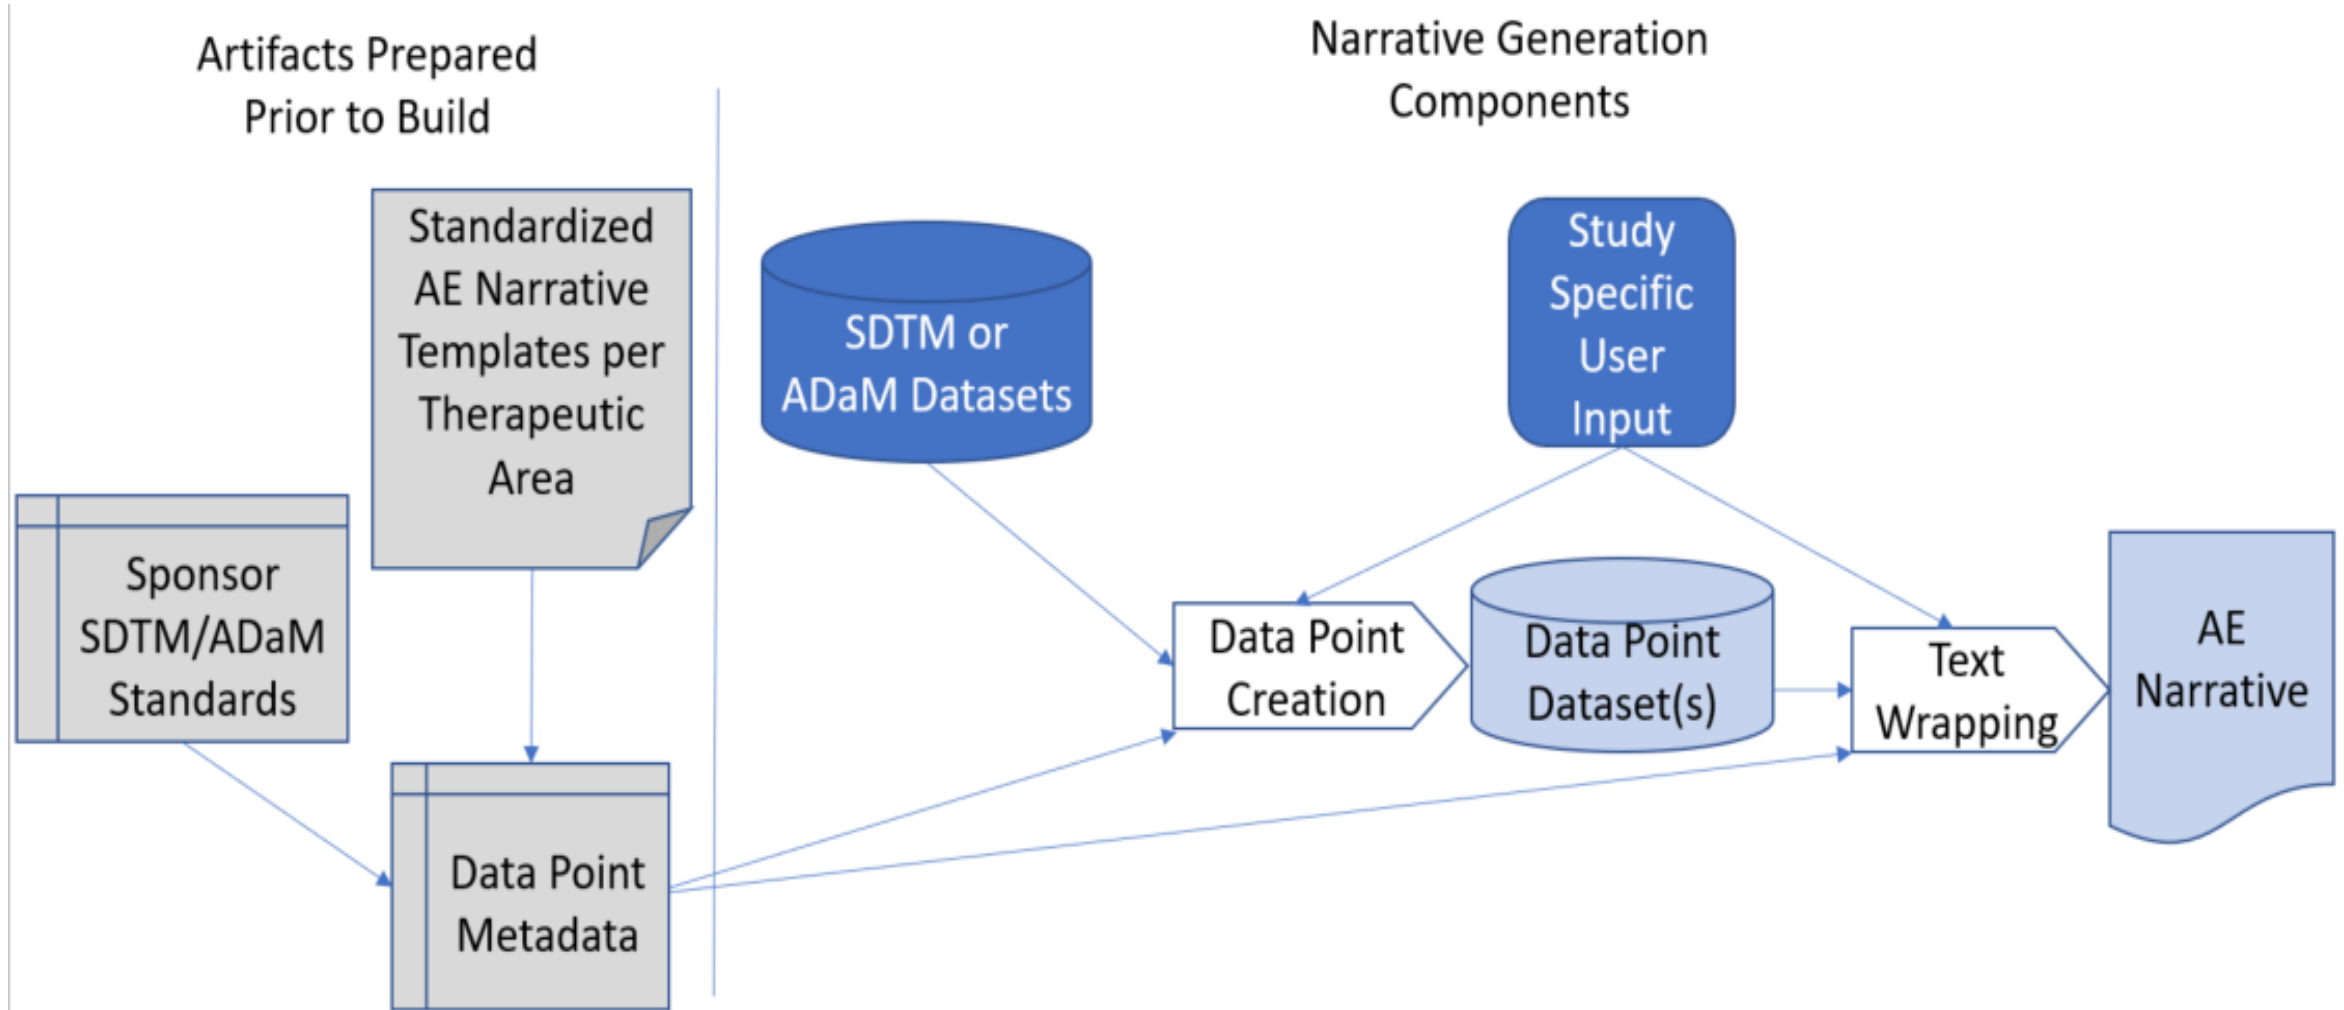 Artifacts Prepared
Prior to Build
Narrative Generation
Components
Standardized
AE Narrative
Templates per
Therapeutic
Area
Sponsor
SDTM/ADaM
Standards
Data Point
Metadata
SDTM or
ADaM Datasets
Study
Specific
User
Input
Data Point
Creation
Data Point
Dataset(s)
Text
Wrapping
AE
Narrative